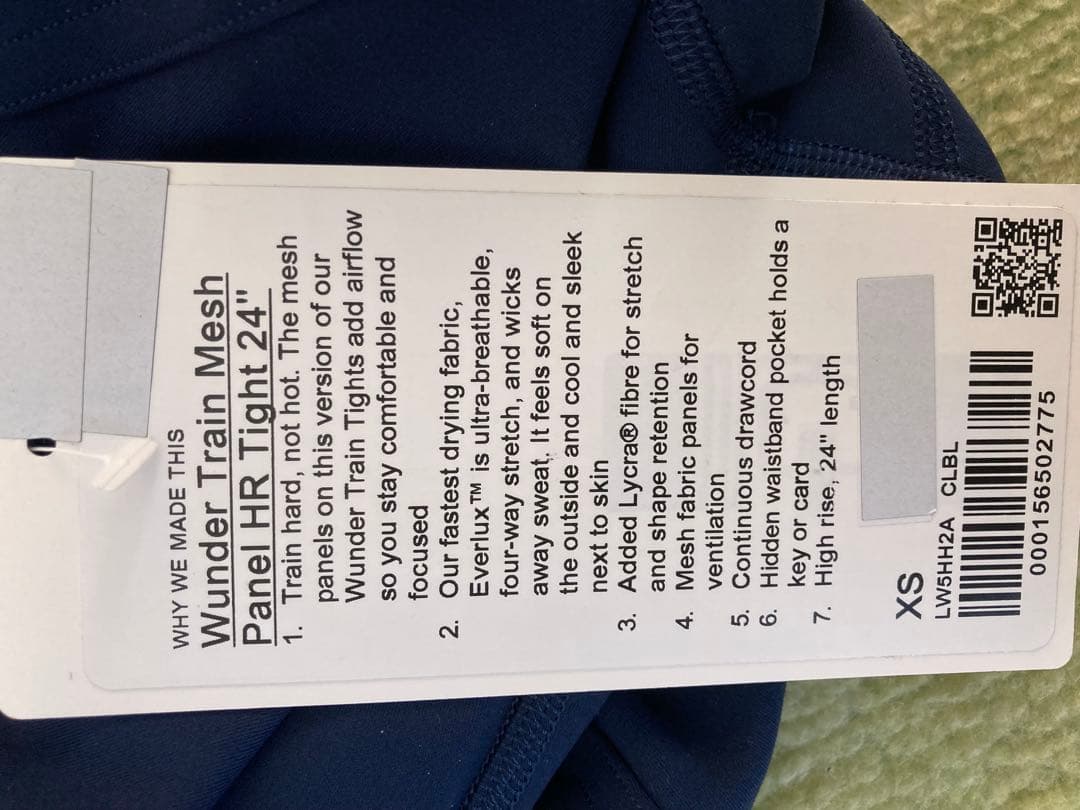 WHY WE MADE THIS
Wunder Train Mesh
Panel HR Tight 24"
1. Train hard, not hot. The mesh
panels on this version of our
Wunder Train Tights add airflow
so you stay comfortable and
focused
2. Our fastest drying fabric,
Everlux™ is ultra-breathable,
four-way stretch, and wicks
away sweat. It feels soft on
the outside and cool and sleek
next to skin
3. Added Lycra® fibre for stretch
and shape retention
4. Mesh fabric panels for
ventilation
5. Continuous drawcord
6. Hidden waistband pocket holds a
key or card
7. High rise, 24" length
XS
LW5HH2A CLBL
000156502775